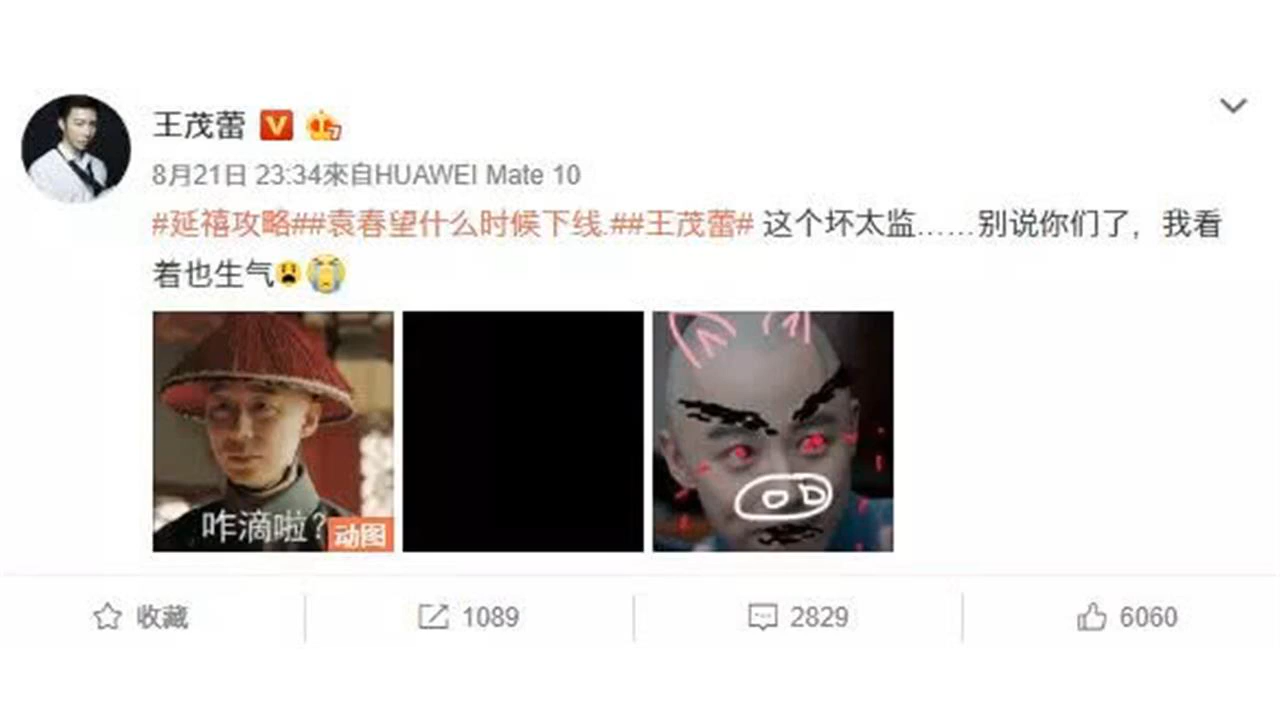 王茂蕾
8月21日 23:34來自HUAWEI Mate 10
#延禧攻略##袁春望什么时候下线.##王茂蕾# 这个坏太监……别说你们了，我看
着也生气
咋滴啦？
动图
收藏
1089
2829
6060